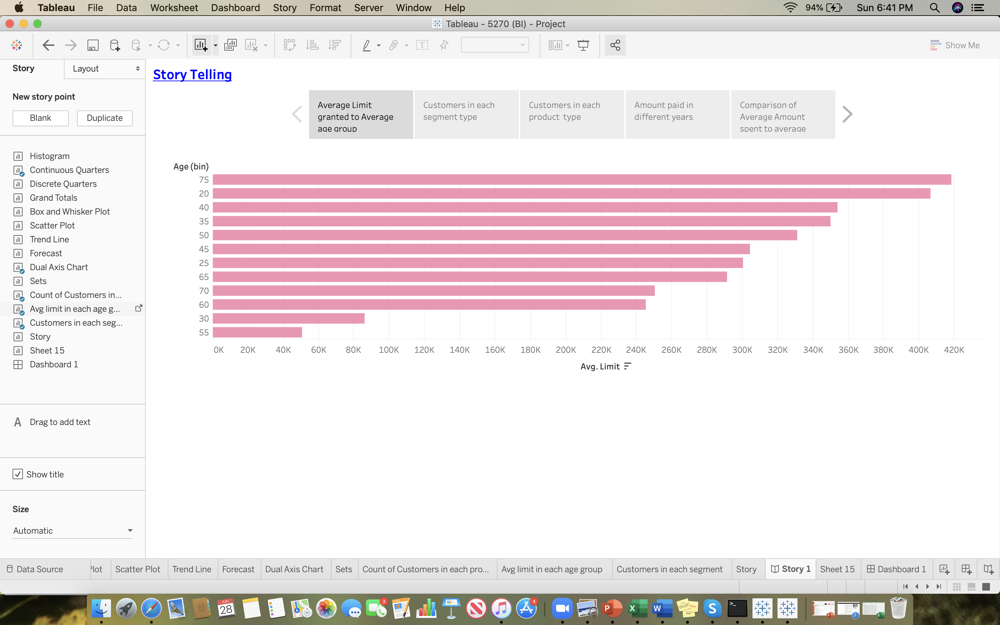 Tableau File Data Worksheet Dashboard Story Format Server Window Help 94% Sun 6:41 PM
Tableau - 5270 (BI) - Project
Show Me
Story Layout
New story point
Blank Duplicate
Histogram
Continuous Quarters
Discrete Quarters
Grand Totals
Box and Whisker Plot
Scatter Plot
Trend Line
Forecast
Dual Axis Chart
Sets
Count of Customers in...
Avg limit in each age g...
Customers in each seg...
Story
Sheet 15
Dashboard 1
A Drag to add text
Show title
Size
Automatic
Story Telling
Average Limit
granted to Average
age group
Customers in each
segment type
Customers in each
product type
Amount paid in
different years
Comparison of
Average Amount
spent to average
Age (bin)
75
20
40
35
50
45
25
65
70
60
30
55
0K 20K 40K 60K 80K 100K 120K 140K 160K 180K 200K 220K 240K 260K 280K 300K 320K 340K 360K 380K 400K 420K
Avg. Limit
Data Source Plot Scatter Plot Trend Line Forecast Dual Axis Chart Sets Count of Customers in each pro... Avg limit in each age group Customers in each segment Story Story 1 Sheet 15 Dashboard 1
JUN
28
3D
3
PAGES
4
P
X
W
S
>_